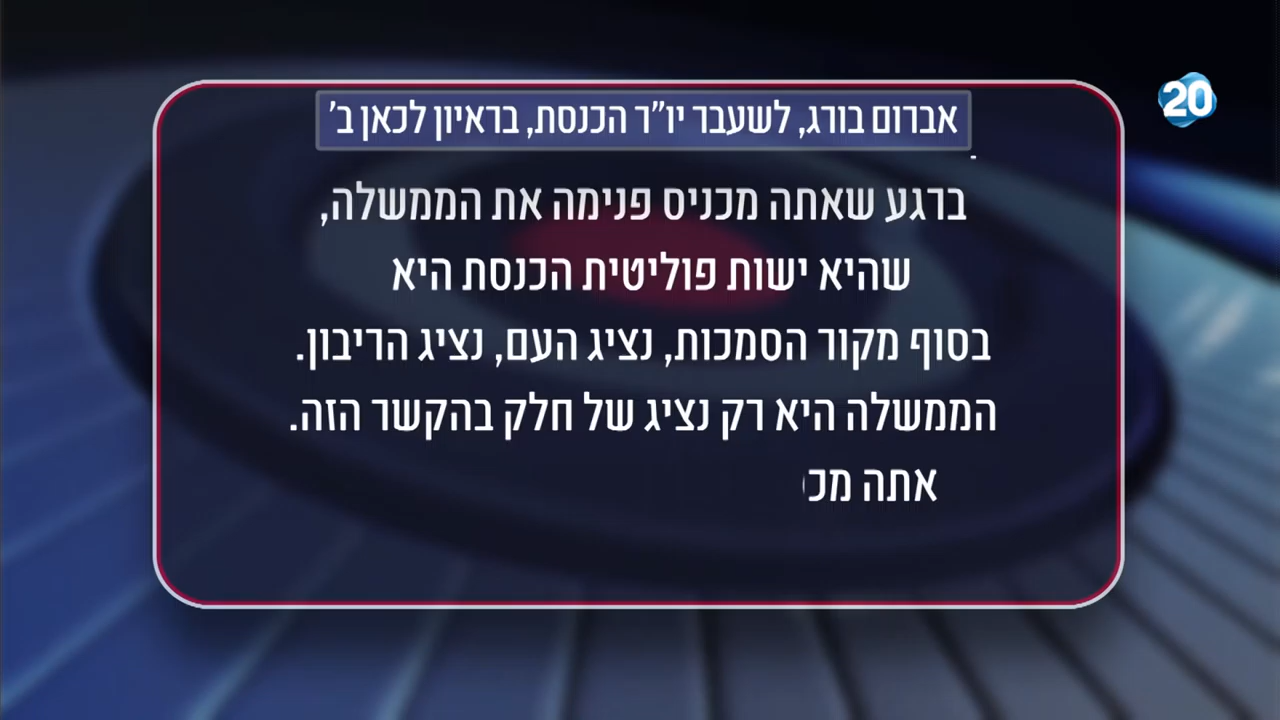 אברום בורג, לשעבר יו"ר הכנסת, בראיון לכאן ב'
20
ברגע שאתה מכניס פנימה את הממשלה,
שהיא ישות פוליטית הכנסת היא
בסוף מקור הסמכות, נציג העם, נציג הריבון.
הממשלה היא רק נציג של חלק בהקשר הזה.
אתה מכ